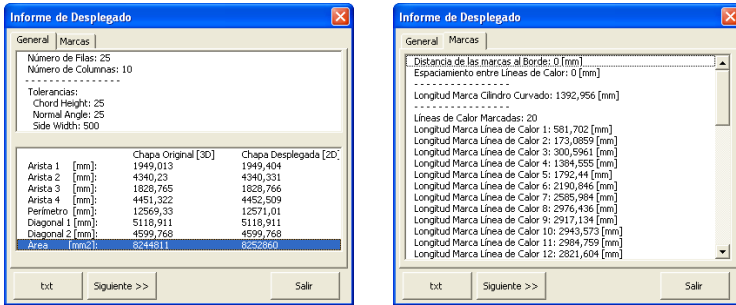 Informe de Desplegado
General Marcas
Número de Filas: 25
Número de Columnas: 10
- - - - - - - - - - - - - - - -
Tolerancias:
Chord Height: 25
Normal Angle: 25
Side Width: 500
Chapa Original [3D] Chapa Desplegada [2D]
Arista 1 [mm]: 1949,013 1949,404
Arista 2 [mm]: 4340,23 4340,331
Arista 3 [mm]: 1828,765 1828,766
Arista 4 [mm]: 4451,322 4452,509
Perímetro [mm]: 12569,33 12571,01
Diagonal 1 [mm]: 5118,911 5118,911
Diagonal 2 [mm]: 4599,768 4599,768
Área [mm2]: 8244811 8252860
txt Siguiente >> Salir
Informe de Desplegado
General Marcas
Distancia de las marcas al Borde: 0 [mm]
Espaciamiento entre Líneas de Calor: 0 [mm]
- - - - - - - - - - - - - - - -
Longitud Marca Cilindro Curvado: 1392,956 [mm]
- - - - - - - - - - - - - - - -
Líneas de Calor Marcadas: 20
Longitud Marca Línea de Calor 1: 581,702 [mm]
Longitud Marca Línea de Calor 2: 173,0859 [mm]
Longitud Marca Línea de Calor 3: 300,5961 [mm]
Longitud Marca Línea de Calor 4: 1384,555 [mm]
Longitud Marca Línea de Calor 5: 1792,44 [mm]
Longitud Marca Línea de Calor 6: 2190,846 [mm]
Longitud Marca Línea de Calor 7: 2585,984 [mm]
Longitud Marca Línea de Calor 8: 2976,436 [mm]
Longitud Marca Línea de Calor 9: 2917,134 [mm]
Longitud Marca Línea de Calor 10: 2943,573 [mm]
Longitud Marca Línea de Calor 11: 2984,759 [mm]
Longitud Marca Línea de Calor 12: 2821,604 [mm]
txt Siguiente >> Salir